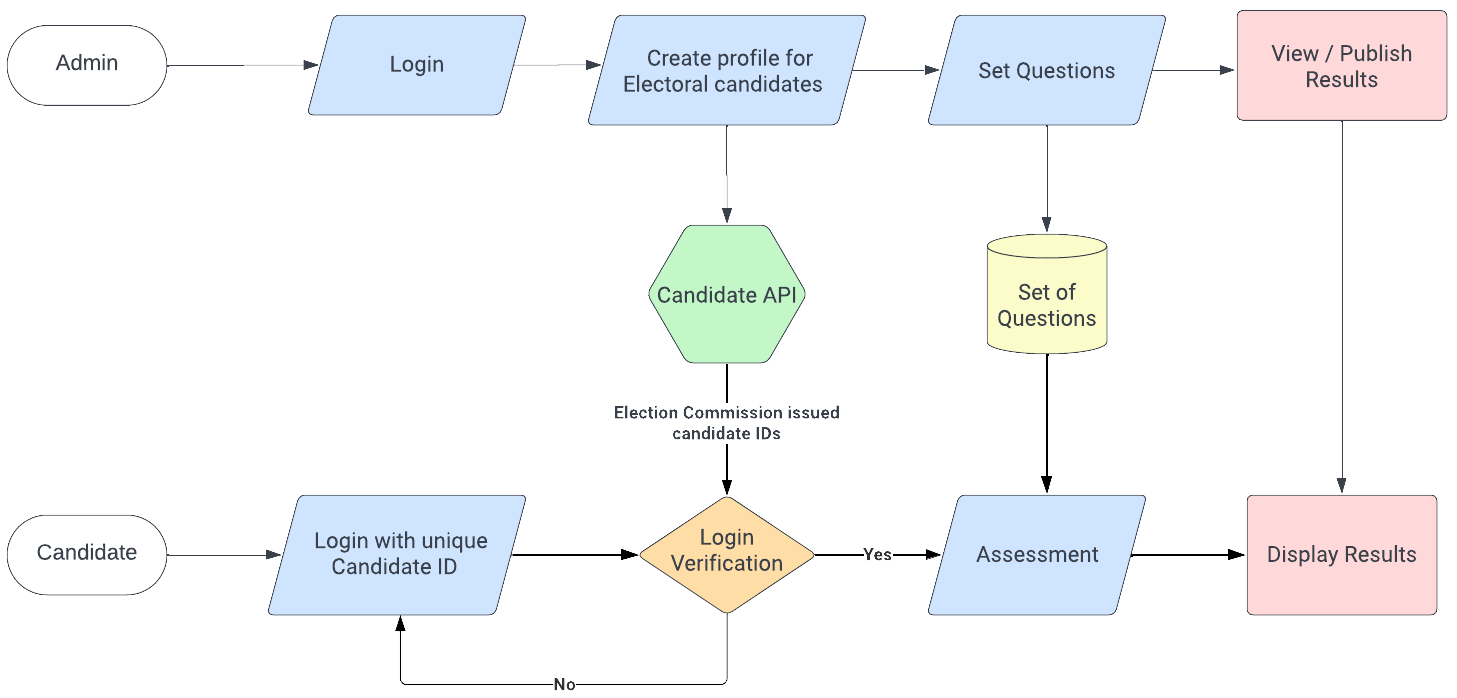 Admin
Login
Create profile for
Electoral candidates
Set Questions
View / Publish
Results
Candidate API
Set of
Questions
Election Commission issued
candidate IDs
Candidate
Login with unique
Candidate ID
Login
Verification
Yes
Assessment
Display Results
No